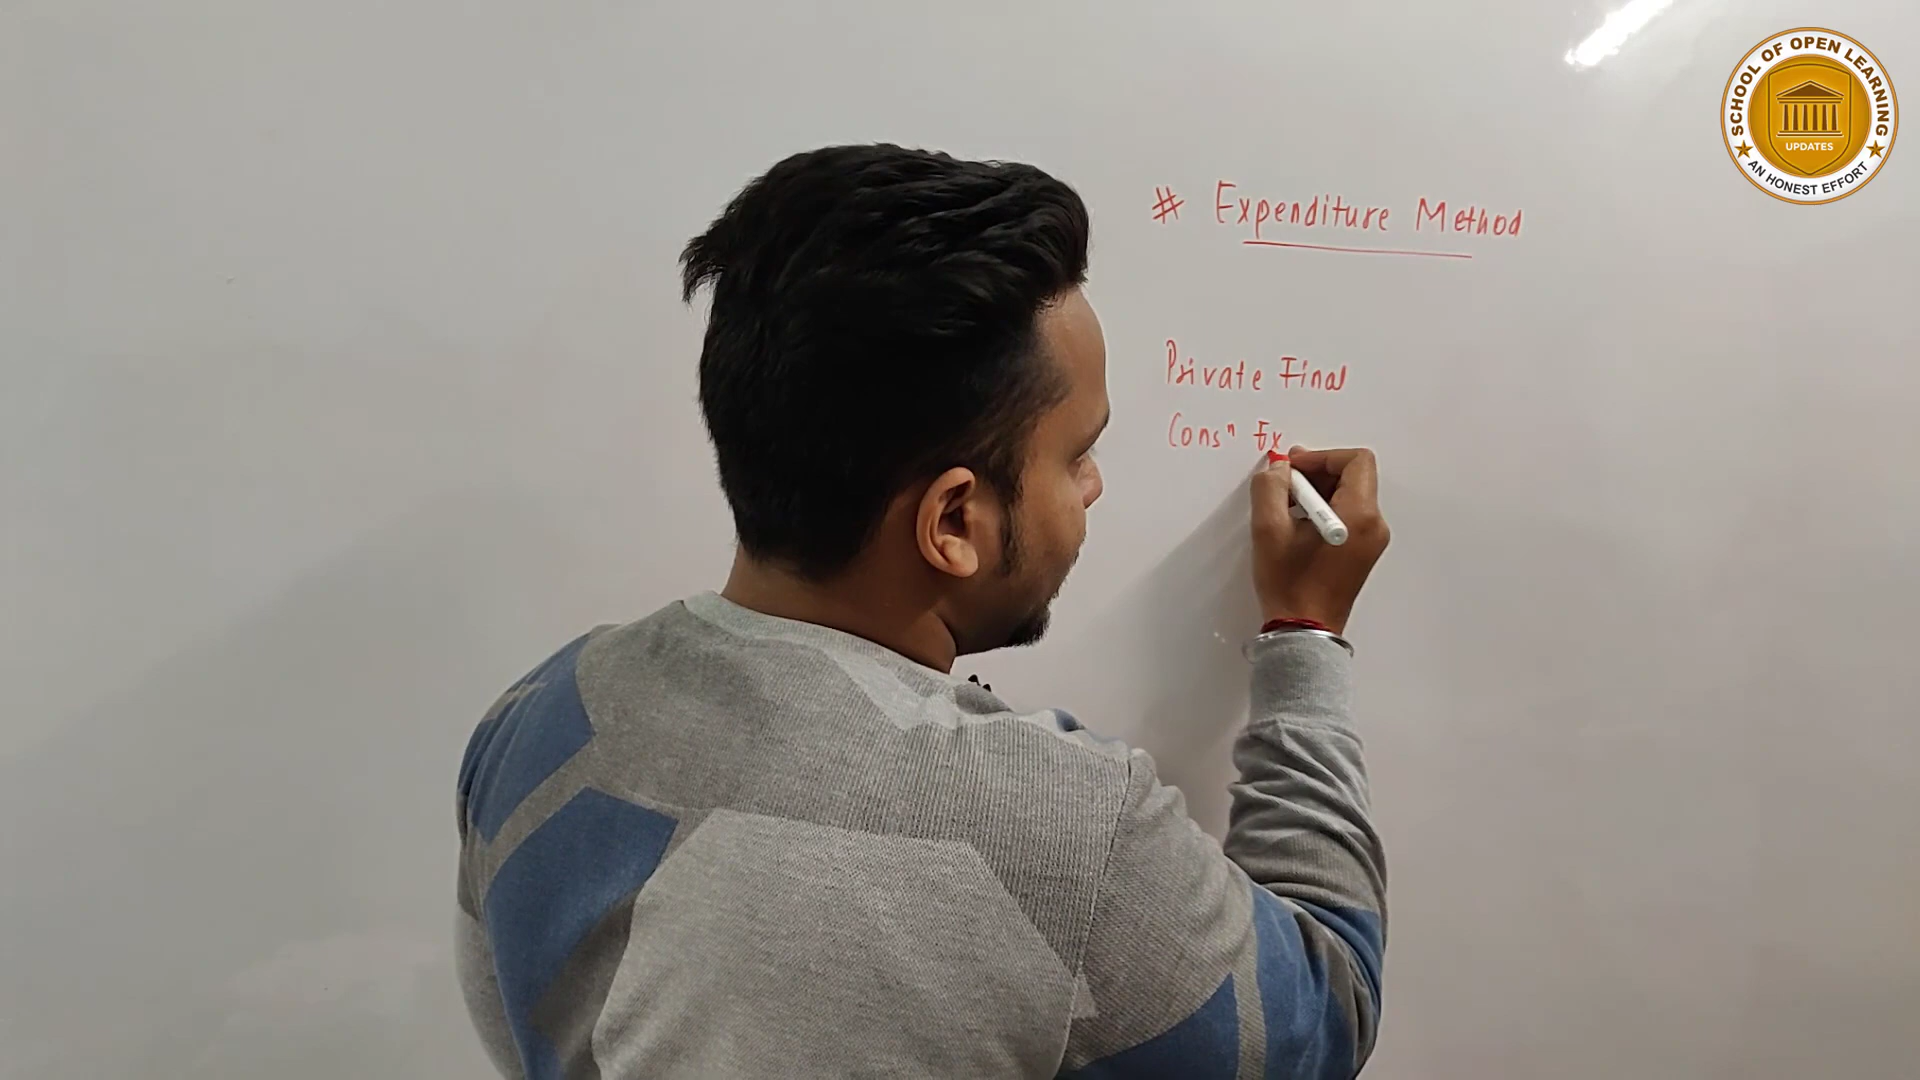 # Expenditure Method
Private Final
Consⁿ Ex
SCHOOL OF OPEN LEARNING
UPDATES
AN HONEST EFFORT